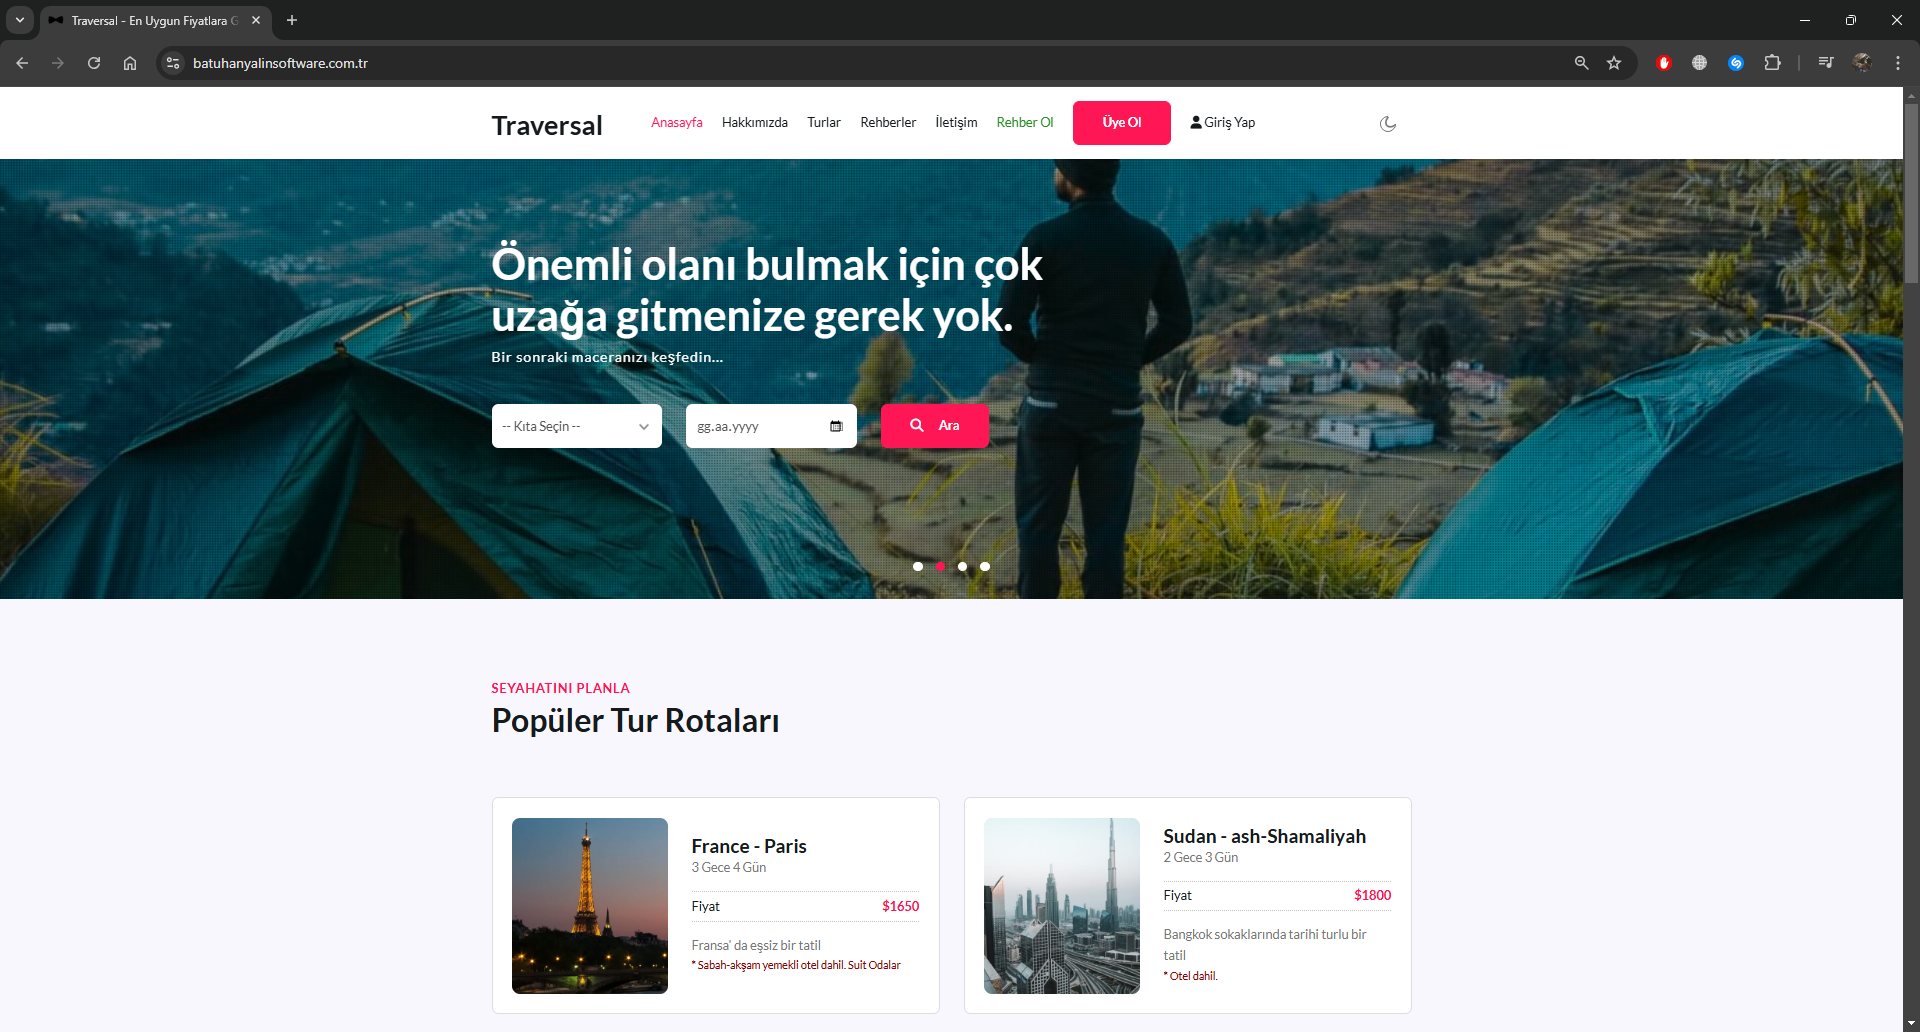 Traversal - En Uygun Fiyatlara G
batuhanyalinsoftware.com.tr
Traversal
Anasayfa
Hakkımızda
Turlar
Rehberler
İletişim
Rehber Ol
Üye Ol
Giriş Yap
Önemli olanı bulmak için çok
uzağa gitmenize gerek yok.
Bir sonraki maceranızı keşfedin...
-- Kıta Seçin --
gg.aa.yyyy
Ara
SEYAHATINI PLANLA
Popüler Tur Rotaları
France - Paris
3 Gece 4 Gün
Fiyat $1650
Fransa' da eşsiz bir tatil
* Sabah-akşam yemekli otel dahil. Suit Odalar
Sudan - ash-Shamaliyah
2 Gece 3 Gün
Fiyat $1800
Bangkok sokaklarında tarihi turlu bir
tatil
* Otel dahil.